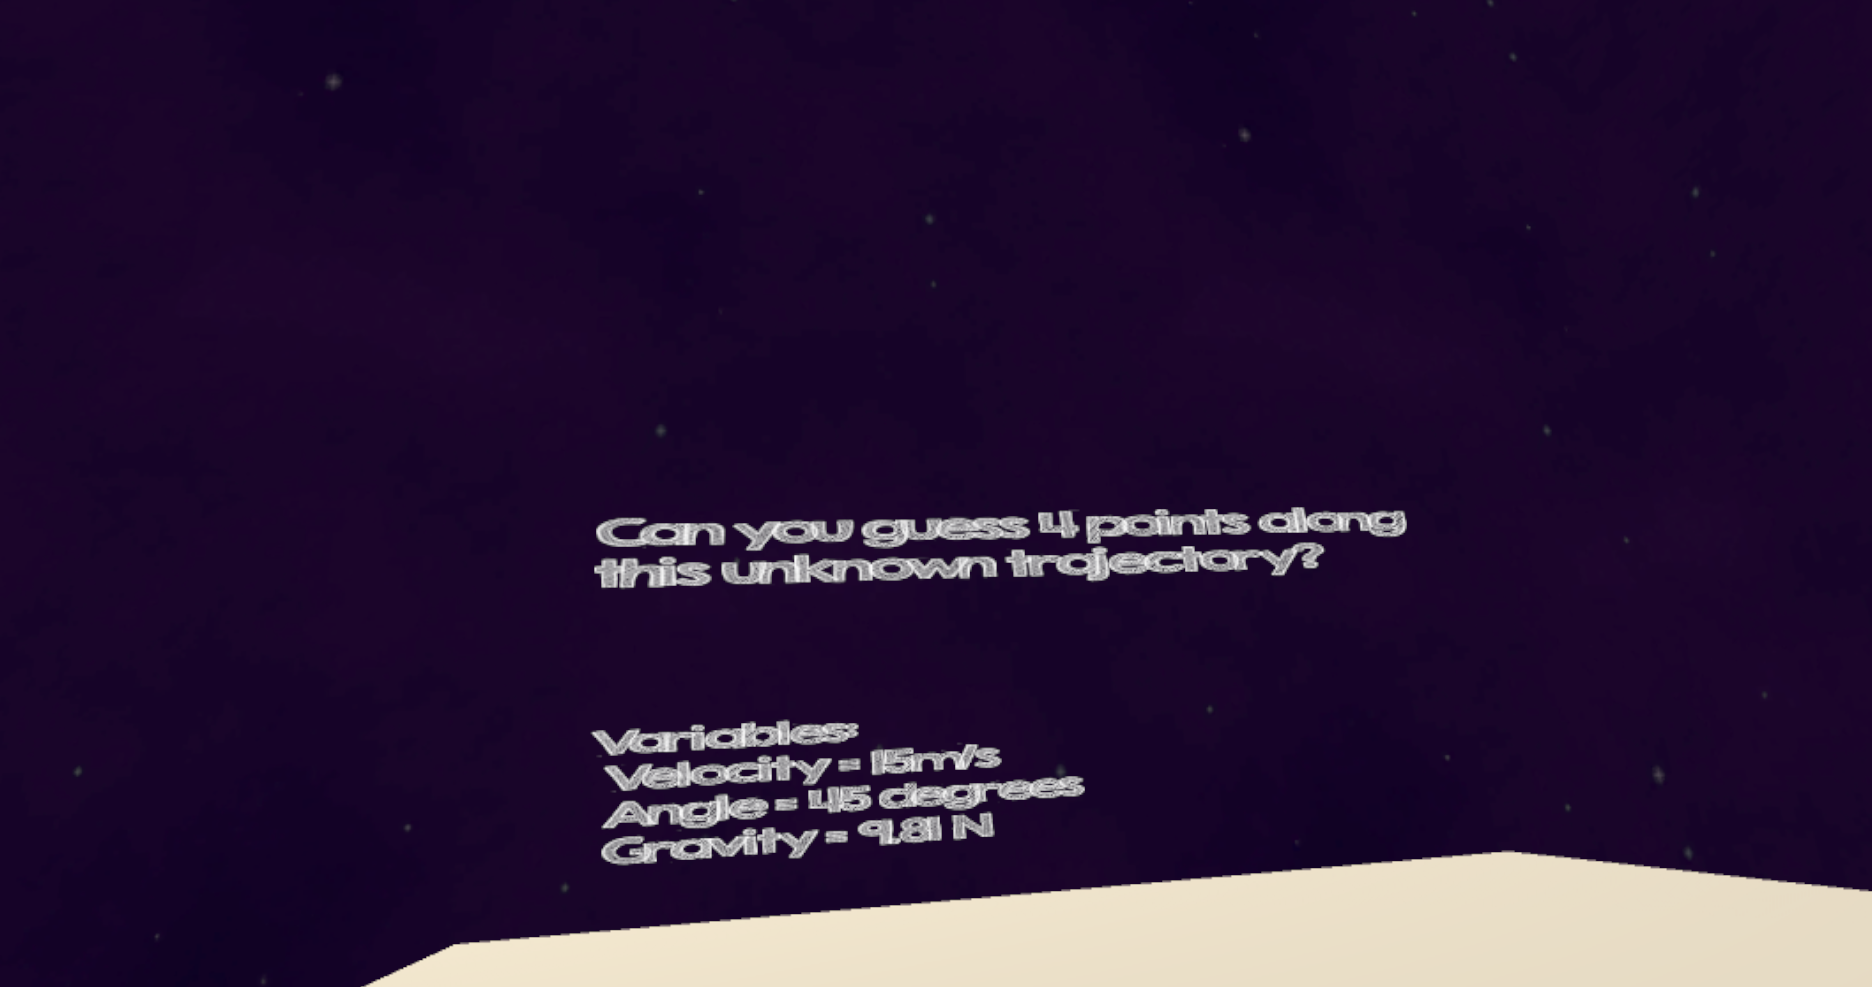 Can you guess 4 points along
this unknown trajectory?
Variables:
Velocity = 15m/s
Angle = 45 degrees
Gravity = 9.81 N